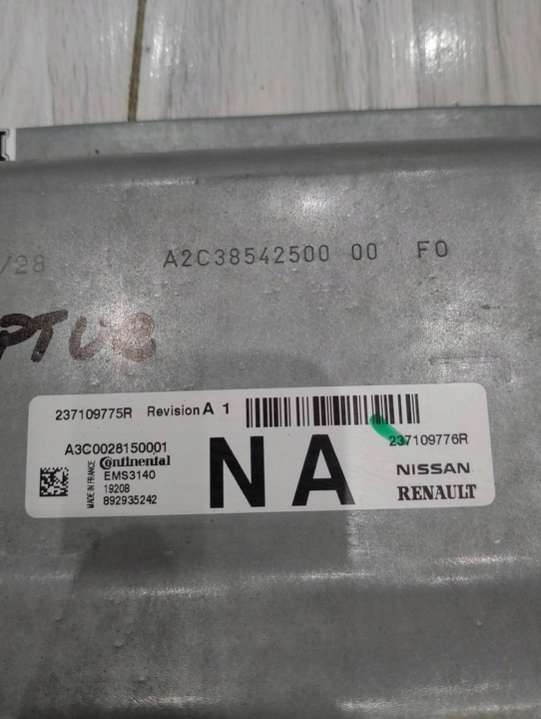 /28 A2C38542500 00 F0
PTUB
237109775R Revision A 1
237109776R
A3C0028150001
Continental
EMS3140
19208
892935242
MADE IN FRANCE
NA
NISSAN
RENAULT